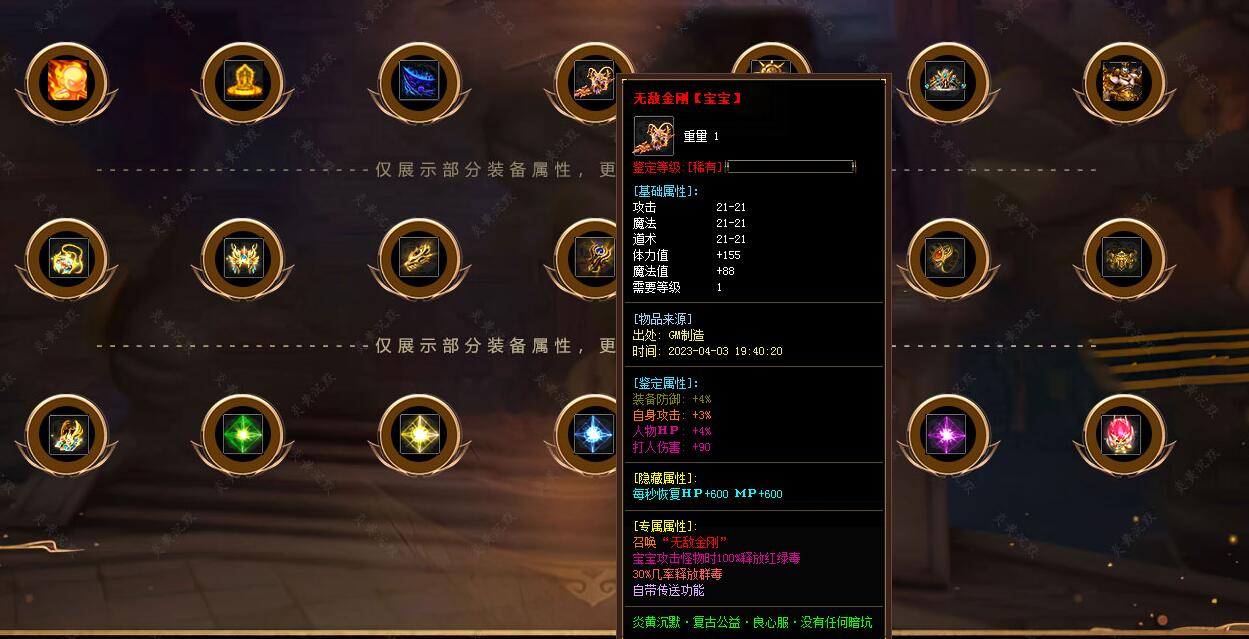 无敌金刚【宝宝】
重量 1
鉴定等级:[稀有]
仅展示部分装备属性，更
[基础属性]:
攻击 21-21
魔法 21-21
道术 21-21
体力值 +155
魔法值 +88
需要等级 1
[物品来源]
出处: GM制造
仅展示部分装备属性，更
时间: 2023-04-03 19:40:20
[鉴定属性]:
装备防御: +4%
自身攻击: +3%
人物HP: +4%
打人伤害: +90
[隐藏属性]:
每秒恢复HP+600 MP+600
[专属属性]:
召唤“无敌金刚”
宝宝攻击怪物时100%释放红绿毒
30%几率释放群毒
自带传送功能
炎黄沉默·复古公益·良心服·没有任何暗坑